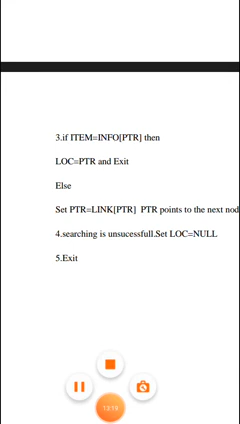 3.if ITEM=INFO[PTR] then
LOC=PTR and Exit
Else
Set PTR=LINK[PTR]  PTR points to the next nod
4.searching is unsucessfull.Set LOC=NULL
5.Exit